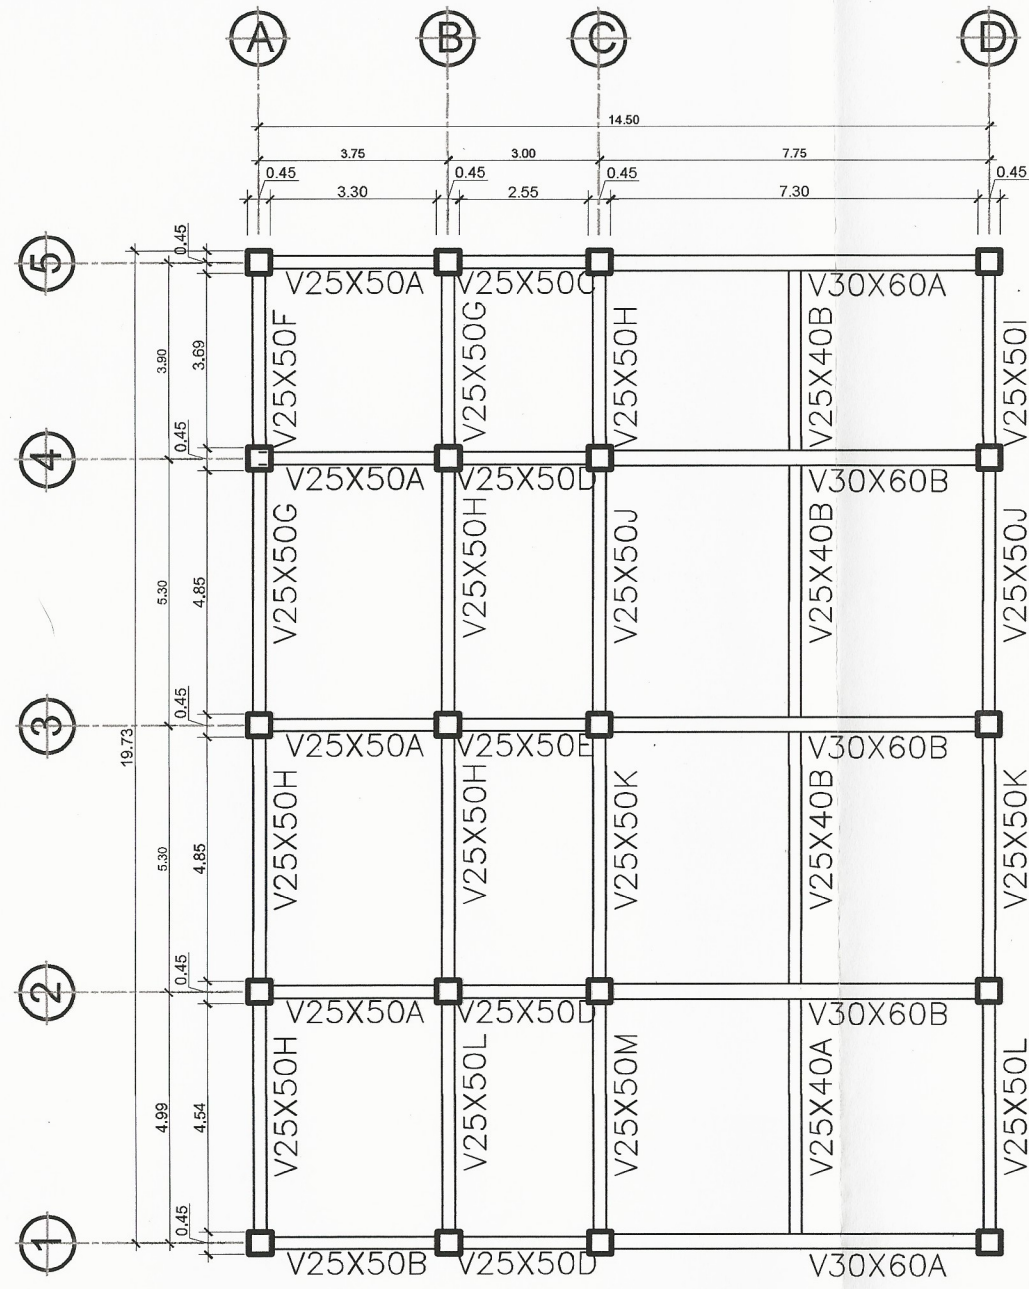 A B C D
14.50
3.75 3.00 7.75
0.45 0.45 0.45 0.45
3.30 2.55 7.30
5
0.45
V25X50A V25X50C V30X60A
V25X50F V25X50G V25X50H V25X40B V25X50I
3.90 3.69
4
0.45
V25X50A V25X50D V30X60B
V25X50G V25X50H V25X50J V25X40B V25X50J
5.30 4.85
3
0.45
19.73
V25X50A V25X50E V30X60B
V25X50H V25X50H V25X50K V25X40B V25X50K
5.30 4.85
2
0.45
V25X50A V25X50D V30X60B
V25X50H V25X50L V25X50M V25X40A V25X50L
4.99 4.54
1
0.45
V25X50B V25X50D V30X60A